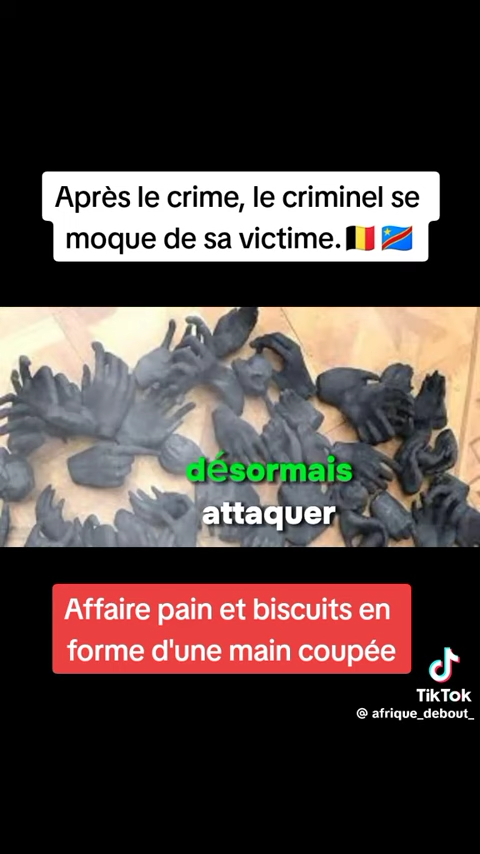 Après le crime, le criminel se
moque de sa victime.🇧🇪🇨🇩
désormais
attaquer
Affaire pain et biscuits en
forme d'une main coupée
TikTok
@ afrique_debout_